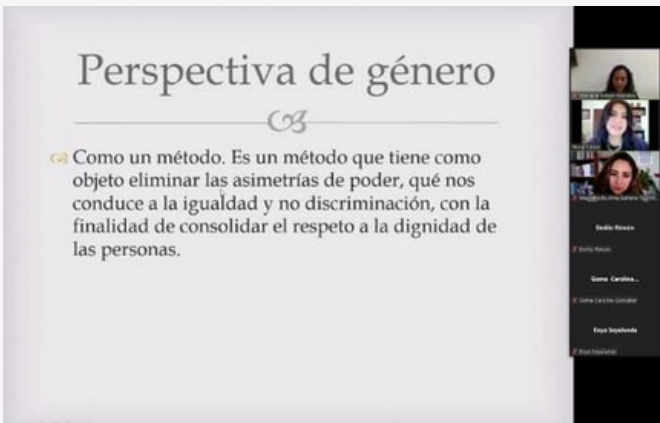 Perspectiva de género
Como un método. Es un método que tiene como
objeto eliminar las asimetrías de poder, qué nos
conduce a la igualdad y no discriminación, con la
finalidad de consolidar el respeto a la dignidad de
las personas.
Emilio Rincón
Gema Carolina...
Enya Sepúlveda